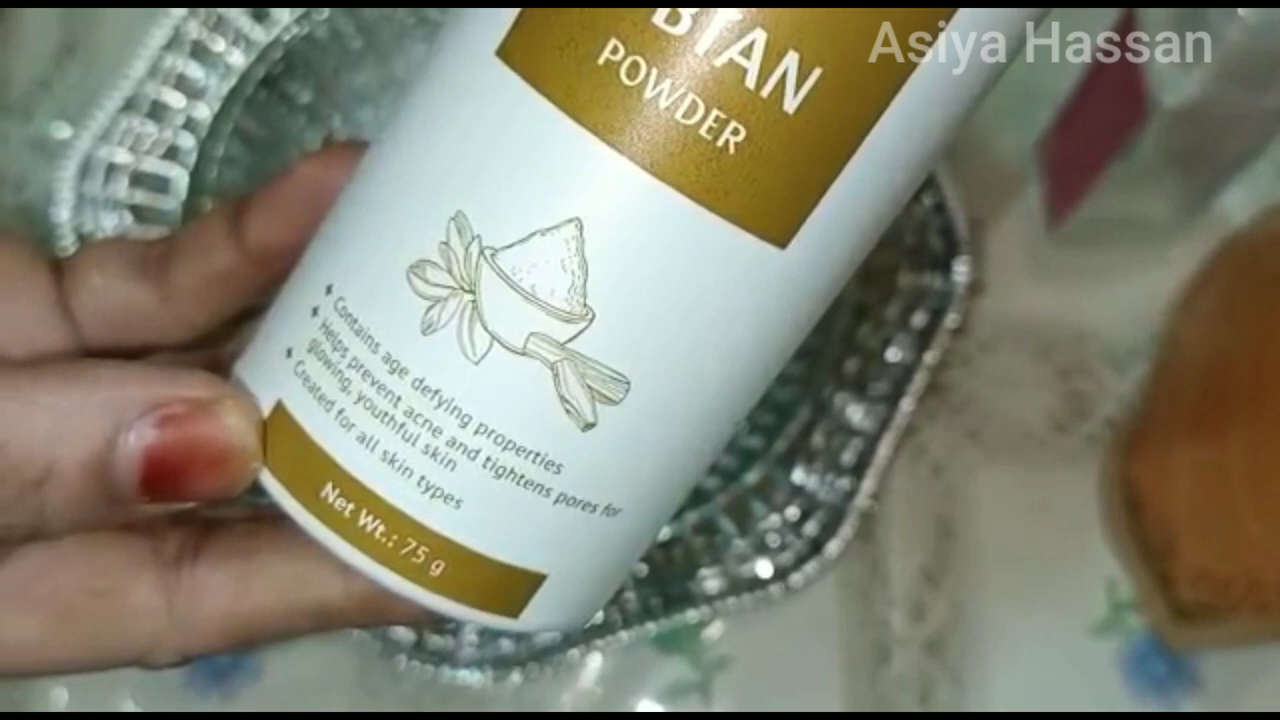 Asiya Hassan
BTAN
POWDER
Contains age defying properties
Helps prevent acne and tightens pores for
glowing, youthful skin
Created for all skin types
Net Wt.: 75 g